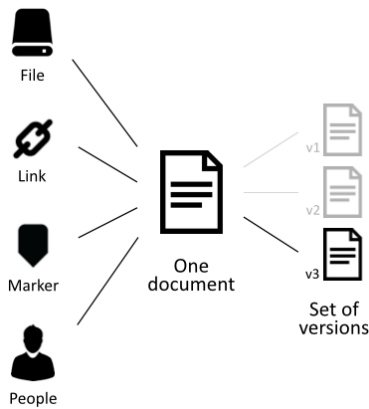 File
Link
Marker
People
One
document
v1
v2
v3
Set of
versions